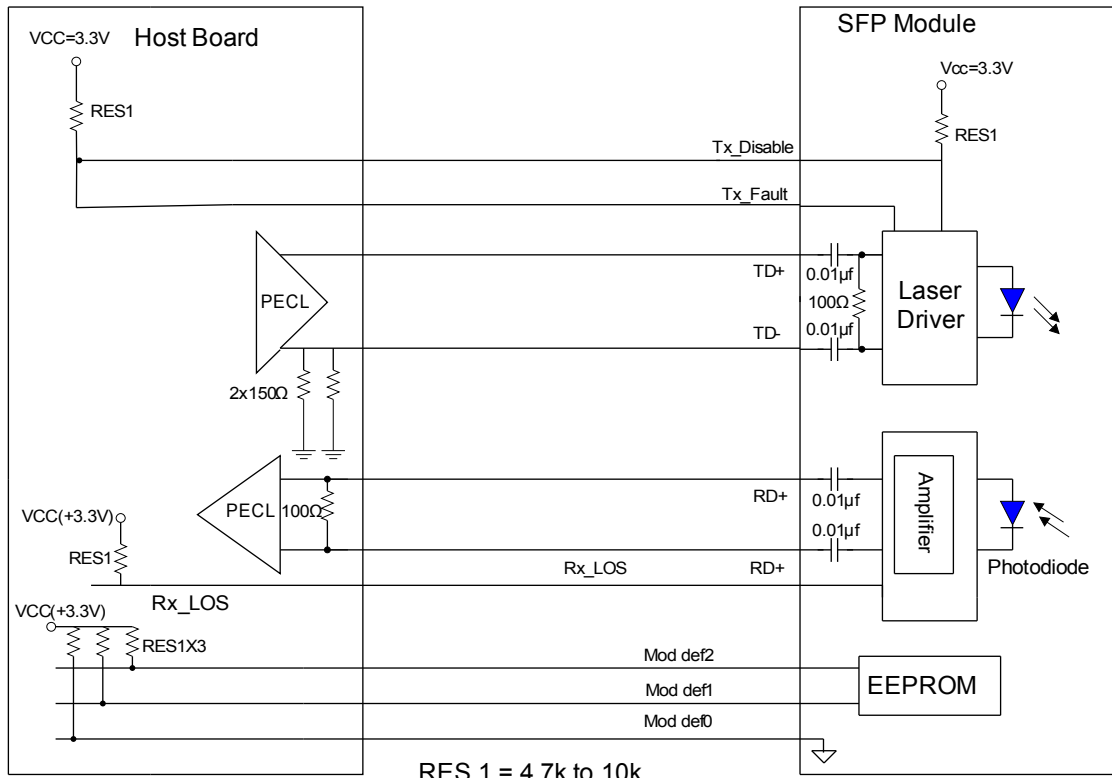 Host Board
SFP Module
VCC=3.3V
Vcc=3.3V
RES1
RES1
Tx_Disable
Tx_Fault
PECL
TD+
0.01µf
100Ω
Laser
Driver
TD-
0.01µf
2x150Ω
PECL
100Ω
RD+
0.01µf
0.01µf
Amplifier
VCC(+3.3V)
RES1
Rx_LOS
RD+
Photodiode
Rx_LOS
VCC(+3.3V)
RES1X3
Mod def2
Mod def1
EEPROM
Mod def0
RES 1 = 4.7k to 10k